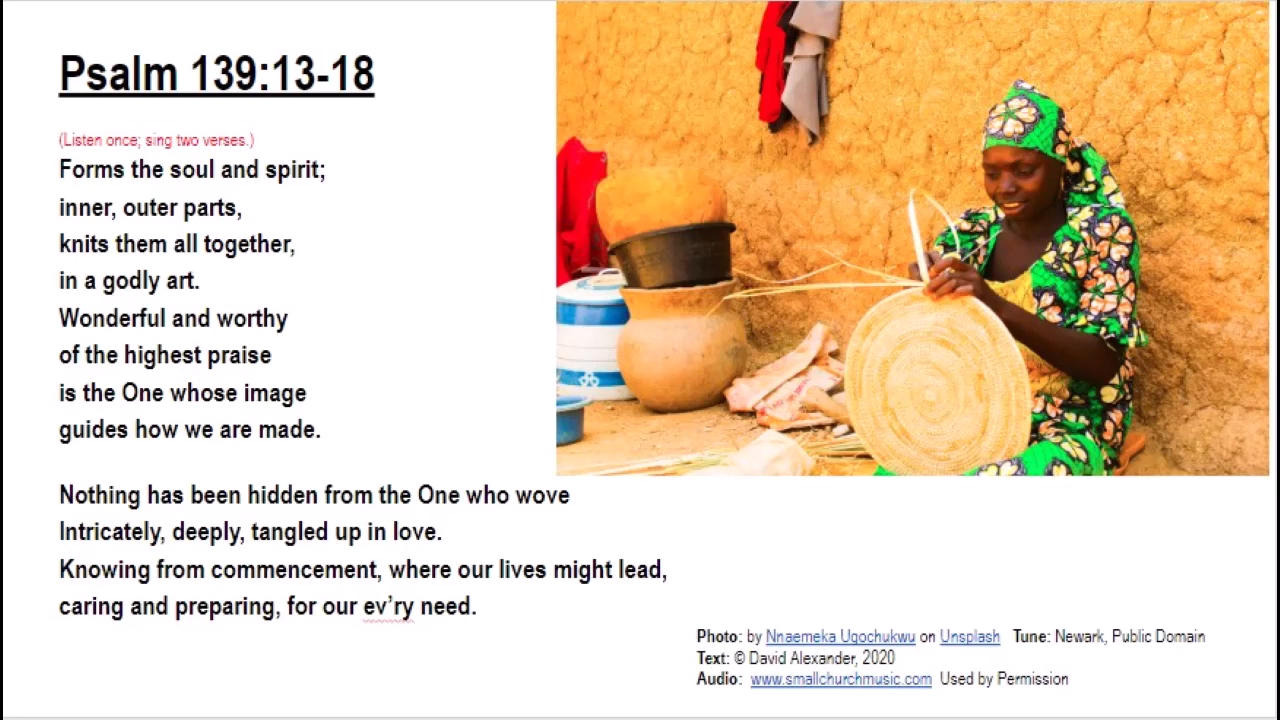 Psalm 139:13-18
(Listen once; sing two verses.)
Forms the soul and spirit;
inner, outer parts,
knits them all together,
in a godly art.
Wonderful and worthy
of the highest praise
is the One whose image
guides how we are made.
Nothing has been hidden from the One who wove
Intricately, deeply, tangled up in love.
Knowing from commencement, where our lives might lead,
caring and preparing, for our ev’ry need.
Photo: by Nnaemeka Ugochukwu on Unsplash Tune: Newark, Public Domain
Text: © David Alexander, 2020
Audio: www.smallchurchmusic.com Used by Permission